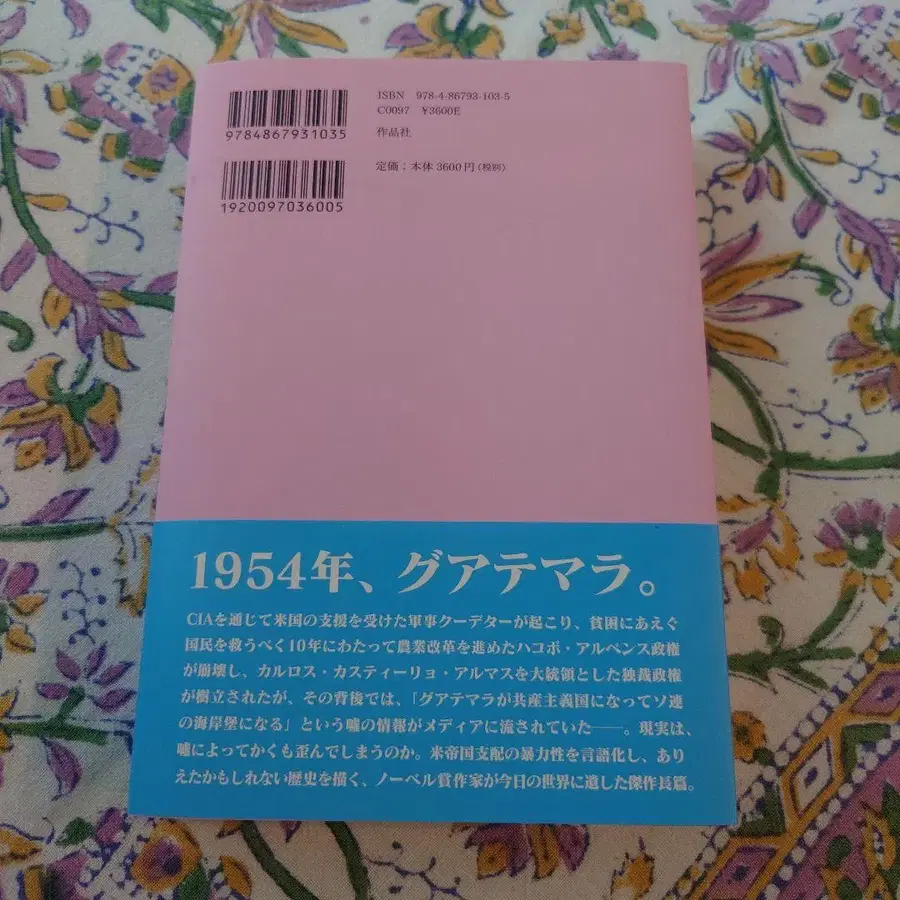 ISBN 978-4-86793-103-5
C0097 ¥3600E
9784867931035
作品社
定価：本体3600円（税別）
1920097036005
1954年、グアテマラ。
CIAを通じて米国の支援を受けた軍事クーデターが起こり、貧困にあえぐ
国民を救うべく10年にわたって農業改革を進めたハコボ・アルベンス政権
が崩壊し、カルロス・カスティーリョ・アルマスを大統領とした独裁政権
が樹立されたが、その背後では、「グアテマラが共産主義国になってソ連
の海岸堡になる」という嘘の情報がメディアに流されていた――。現実は、
嘘によってかくも歪んでしまうのか。米帝国支配の暴力性を言語化し、あり
えたかもしれない歴史を描く、ノーベル賞作家が今日の世界に遺した傑作長篇。